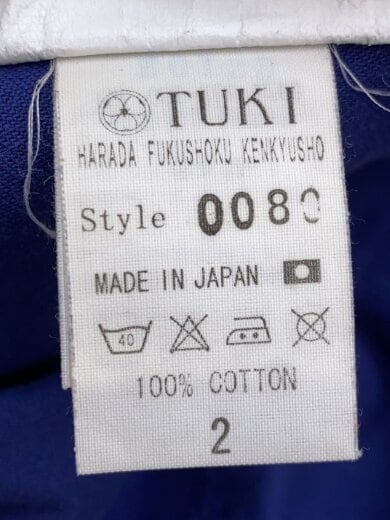 TUKI
HARADA FUKUSHOKU KENKYUSHO
Style 0080
MADE IN JAPAN
40
100% COTTON
2